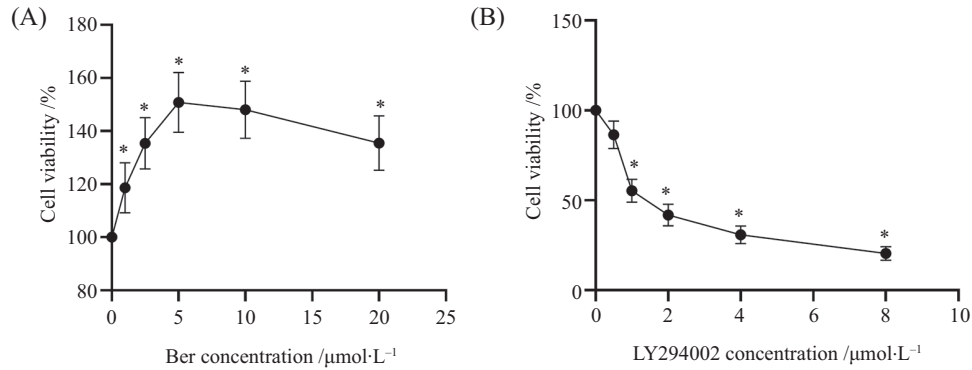 (A)
Cell viability /%
180
160
140
120
100
80
* * * * *
0 5 10 15 20 25
Ber concentration /μmol·L⁻¹
(B)
Cell viability /%
150
100
50
0
* * * *
0 2 4 6 8 10
LY294002 concentration /μmol·L⁻¹